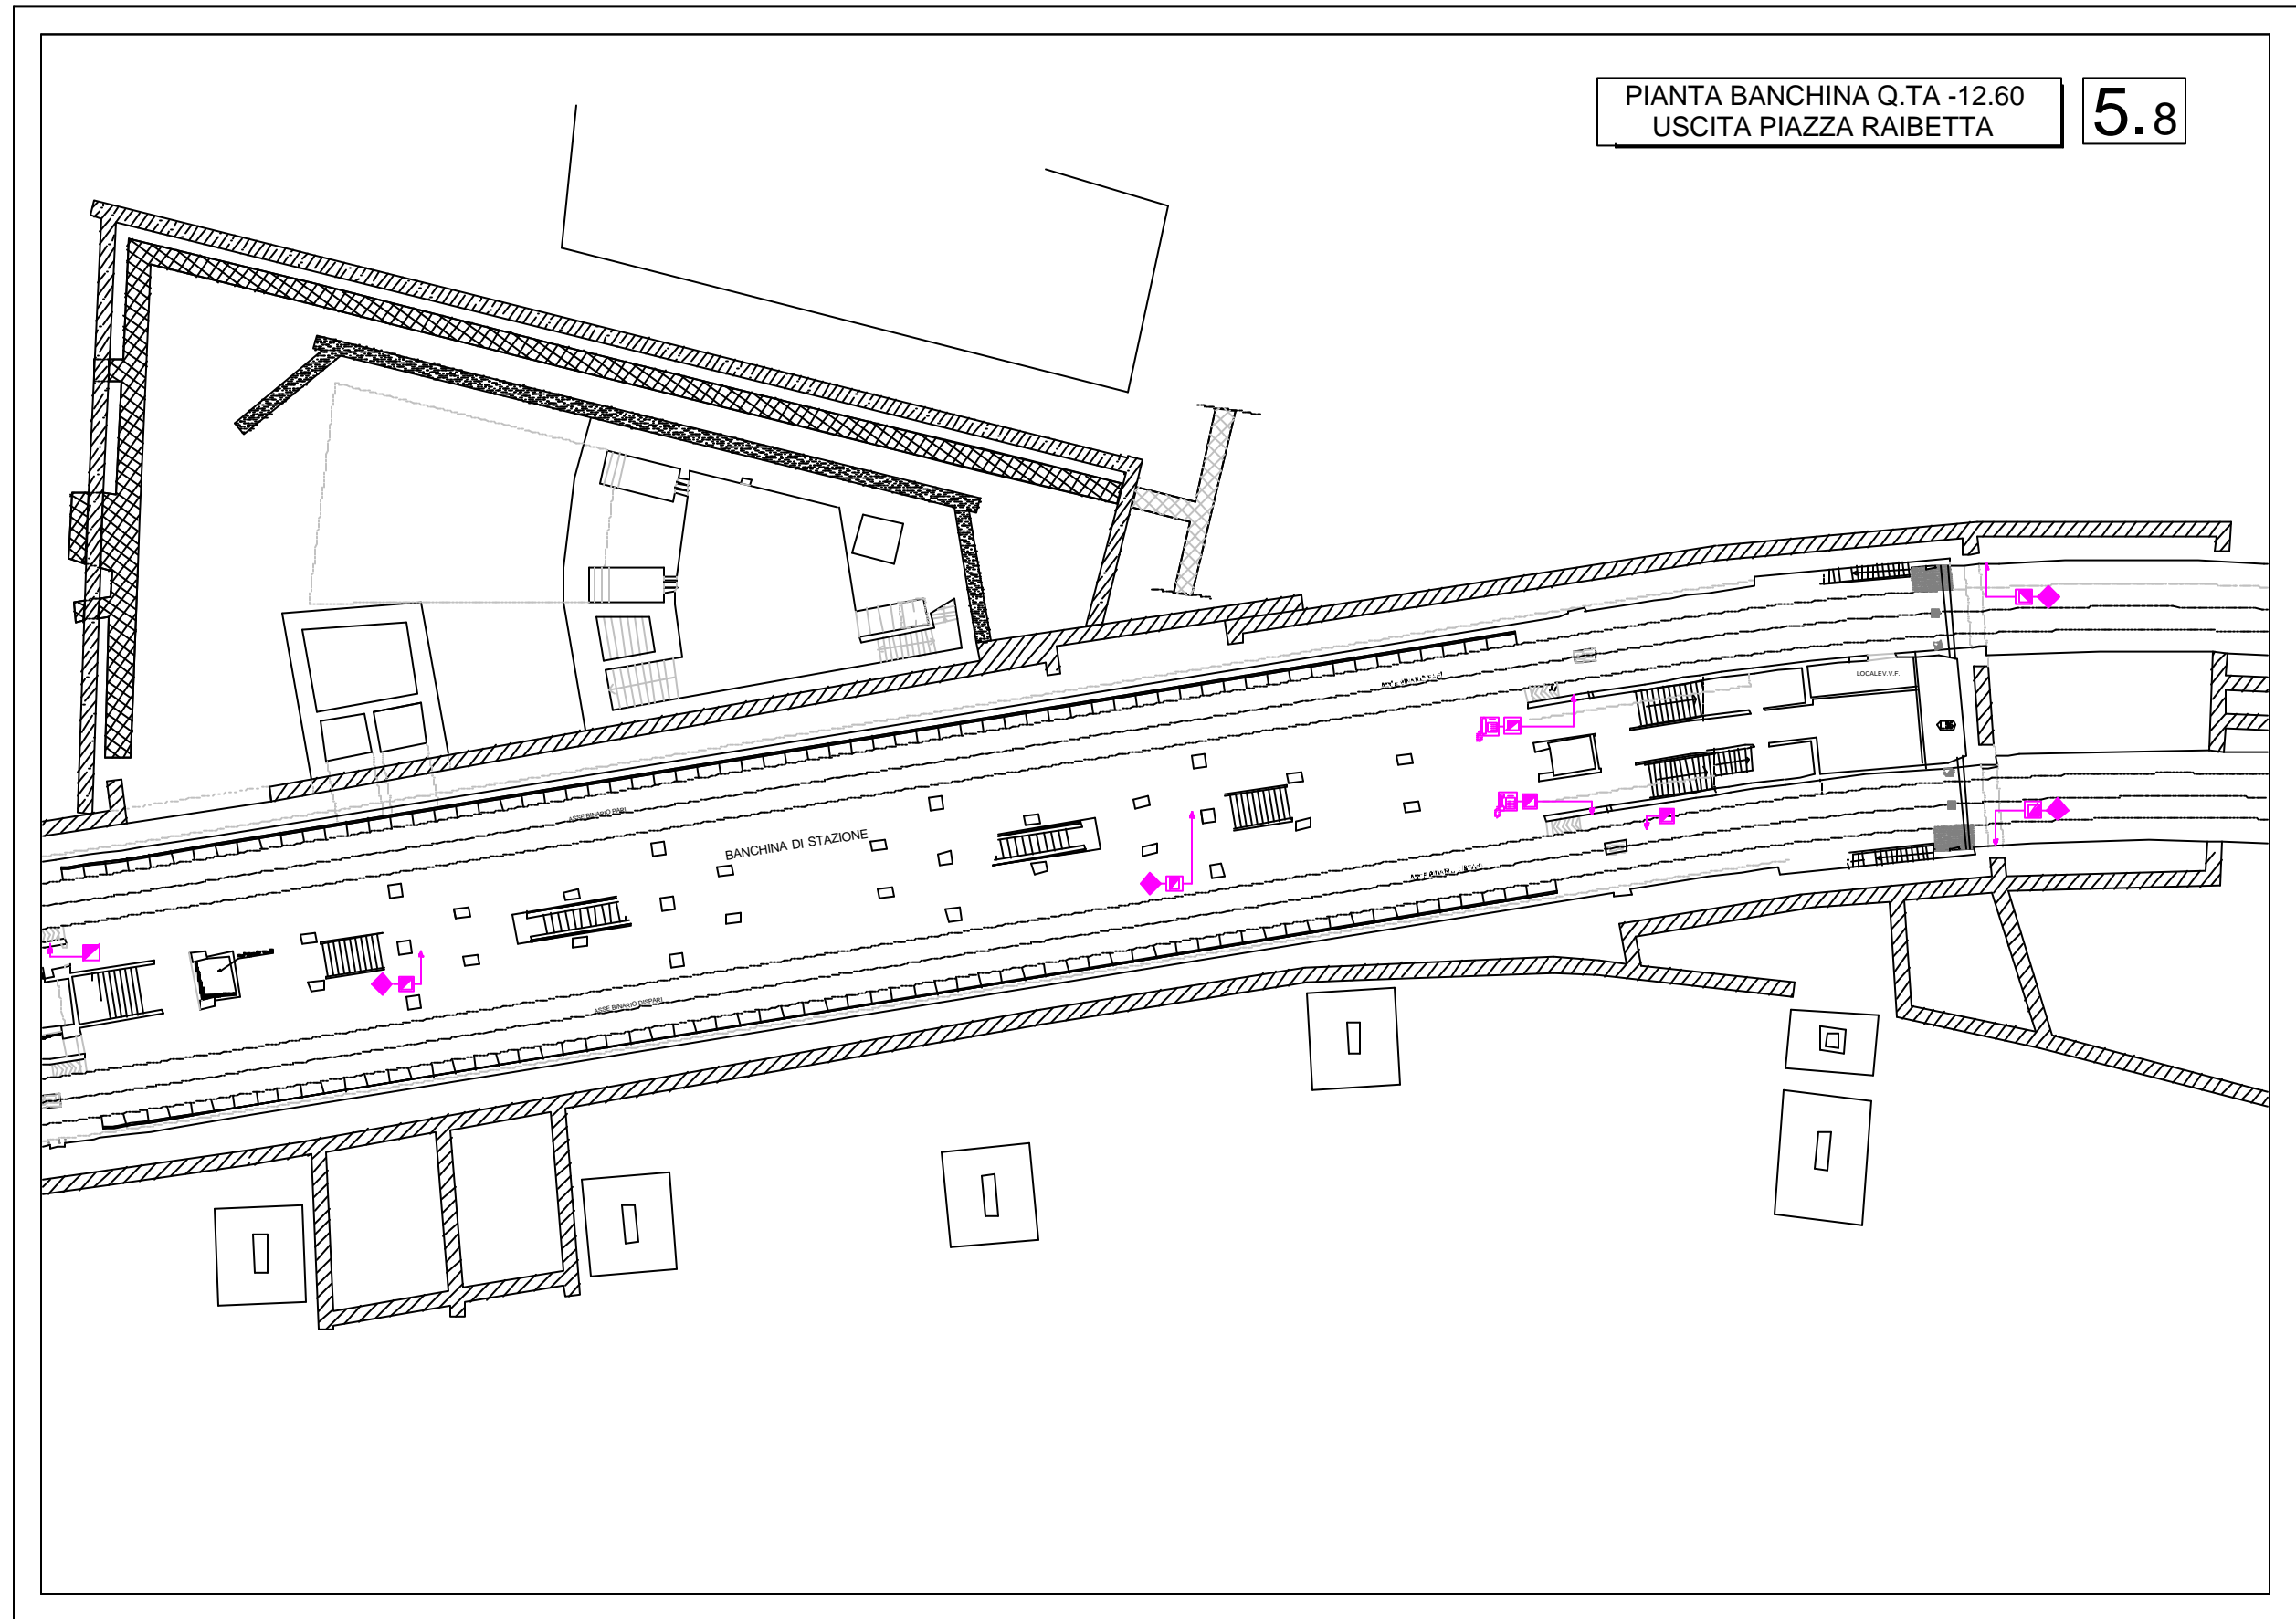 PIANTA BANCHINA Q.TA -12.60
USCITA PIAZZA RAIBETTA
5.8
LOCALE V.V.F.
ASSE BINARIO PARI
BANCHINA DI STAZIONE
ASSE BINARIO DISPARI